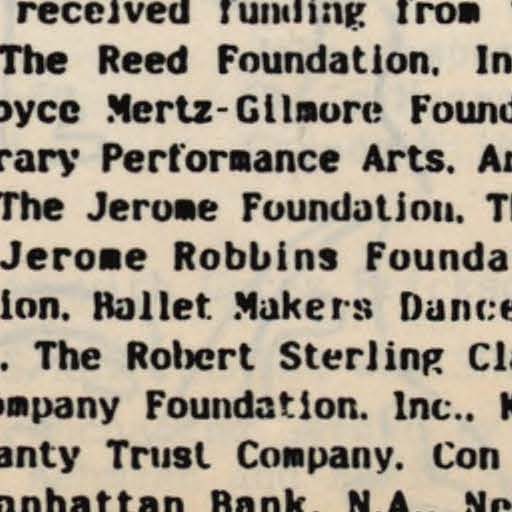 received funding from
The Reed Foundation, In
oyce Mertz-Gilmore Found
rary Performance Arts, Ar
The Jerome Foundation, Th
Jerome Robbins Founda
ion, Ballet Makers Dance
. The Robert Sterling Cla
ompany Foundation, Inc., K
anty Trust Company, Con
anhattan Bank, N.A., Ne